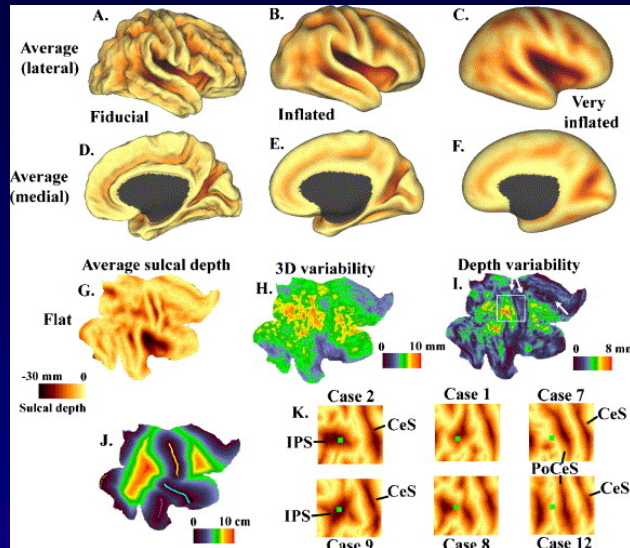 A. B. C.
Average
(lateral)
Fiducial Inflated Very
inflated
D. E. F.
Average
(medial)
Average sulcal depth 3D variability Depth variability
G. H. I.
Flat
0 10 mm 0 8 mm
-30 mm 0
Sulcal depth
Case 2 Case 1 Case 7
J. K.
CeS CeS
IPS
PoCeS
CeS CeS
IPS
0 10 cm
Case 9 Case 8 Case 12